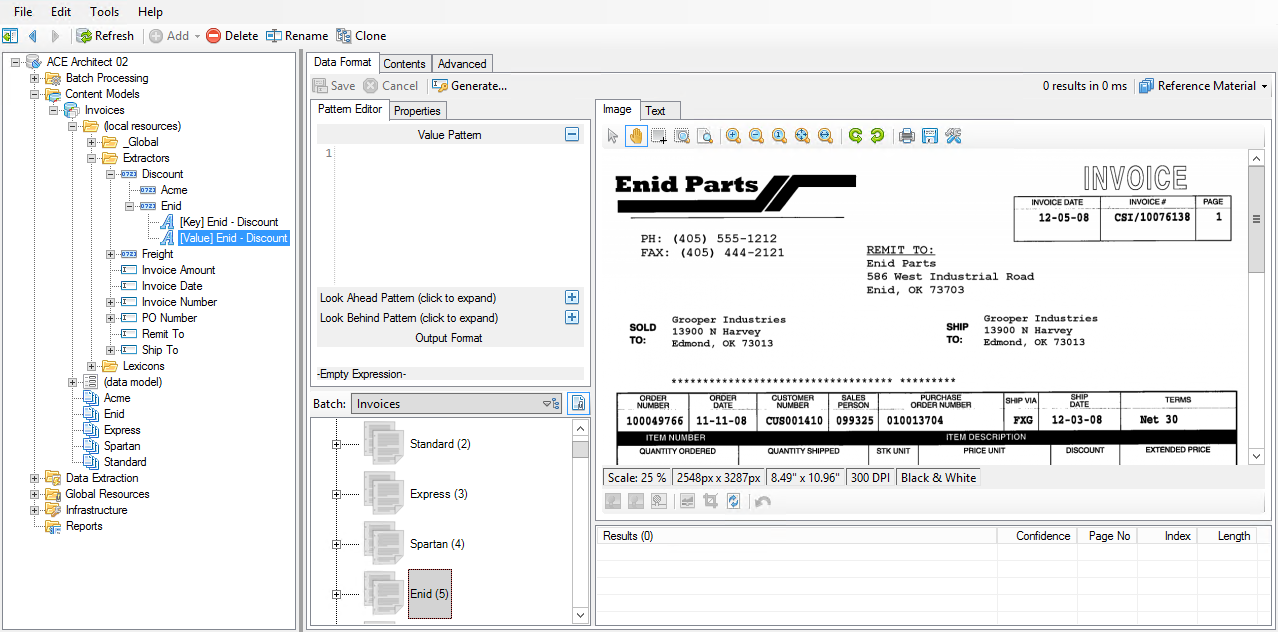 File Edit Tools Help
Refresh Add Delete Rename Clone
ACE Architect 02
Batch Processing
Content Models
Invoices
(local resources)
_Global
Extractors
Discount
Acme
Enid
[Key] Enid - Discount
[Value] Enid - Discount
Freight
Invoice Amount
Invoice Date
Invoice Number
PO Number
Remit To
Ship To
Lexicons
(data model)
Acme
Enid
Express
Spartan
Standard
Data Extraction
Global Resources
Infrastructure
Reports
Data Format Contents Advanced
Save Cancel Generate... 0 results in 0 ms Reference Material
Pattern Editor Properties
Value Pattern
1
Look Ahead Pattern (click to expand)
Look Behind Pattern (click to expand)
Output Format
-Empty Expression-
Batch: Invoices
Standard (2)
Express (3)
Spartan (4)
Enid (5)
Image Text
Enid Parts
INVOICE
INVOICE DATE INVOICE # PAGE
12-05-08 CSI/10076138 1
PH: (405) 555-1212
FAX: (405) 444-2121
REMIT TO:
Enid Parts
586 West Industrial Road
Enid, OK 73703
SOLD TO:
Grooper Industries
13900 N Harvey
Edmond, OK 73013
SHIP TO:
Grooper Industries
13900 N Harvey
Edmond, OK 73013
*********************************** *********
ORDER NUMBER ORDER DATE CUSTOMER NUMBER SALES PERSON PURCHASE ORDER NUMBER SHIP VIA SHIP DATE TERMS
100049766 11-11-08 CUS001410 099325 010013704 FXG 12-03-08 Net 30
ITEM NUMBER ITEM DESCRIPTION
QUANTITY ORDERED QUANTITY SHIPPED STK UNIT PRICE UNIT DISCOUNT EXTENDED PRICE
Scale: 25 % 2548px x 3287px 8.49" x 10.96" 300 DPI Black & White
Results (0) Confidence Page No Index Length